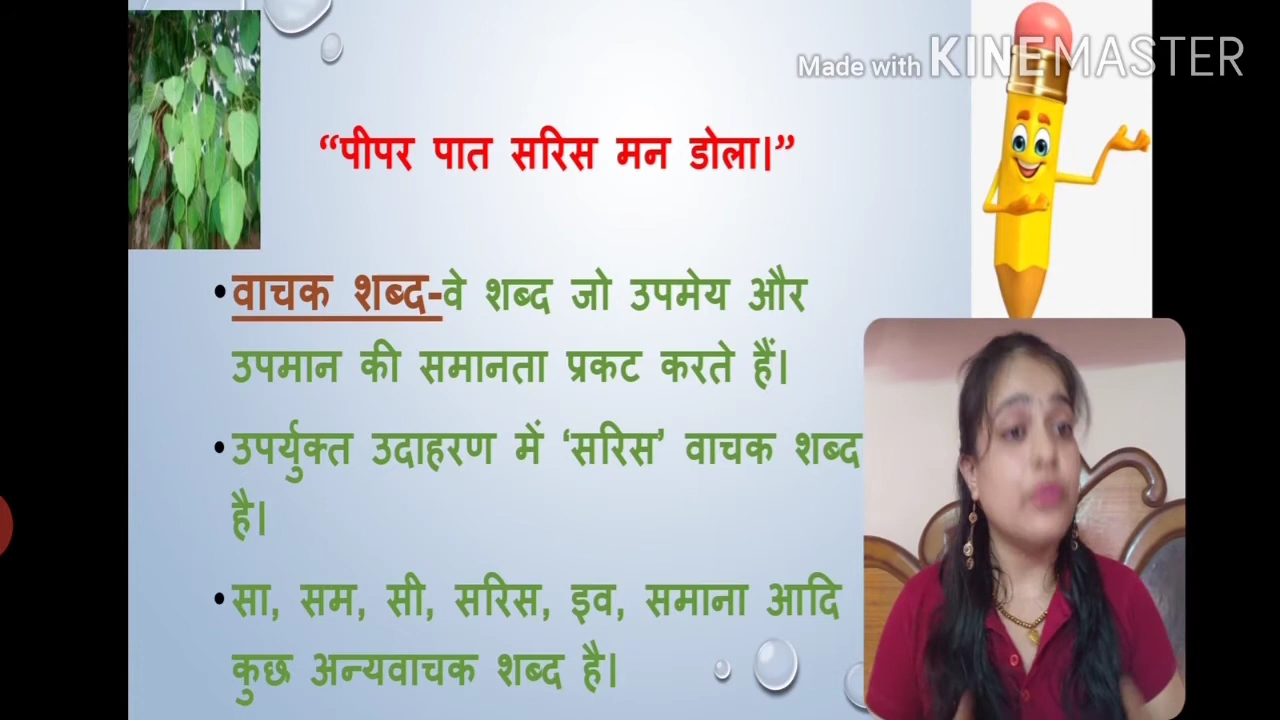 Made with KINEMASTER
“पीपर पात सरिस मन डोला।”
•वाचक शब्द-वे शब्द जो उपमेय और
उपमान की समानता प्रकट करते हैं।
•उपर्युक्त उदाहरण में ‘सरिस’ वाचक शब्द
है।
•सा, सम, सी, सरिस, इव, समाना आदि
कुछ अन्यवाचक शब्द है।